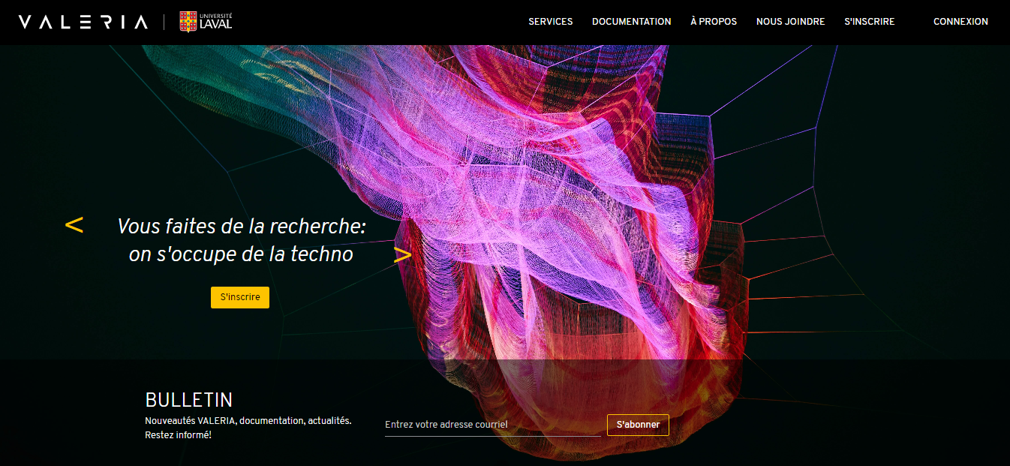 VALERIA
UNIVERSITÉ
LAVAL
SERVICES
DOCUMENTATION
À PROPOS
NOUS JOINDRE
S'INSCRIRE
CONNEXION
< Vous faites de la recherche:
on s'occupe de la techno >
S'inscrire
BULLETIN
Nouveautés VALERIA, documentation, actualités.
Restez informé!
Entrez votre adresse courriel
S'abonner